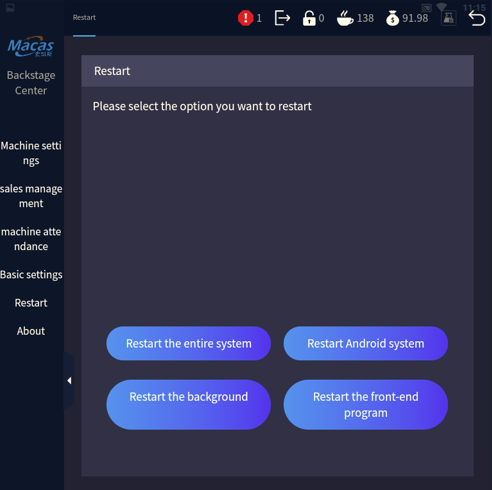 Restart
1
0
138
91.98
11:15
Macas
Backstage
Center
Machine setti
ngs
sales manage
ment
machine atte
ndance
Basic settings
Restart
About
Restart
Please select the option you want to restart
Restart the entire system
Restart Android system
Restart the background
Restart the front-end
program